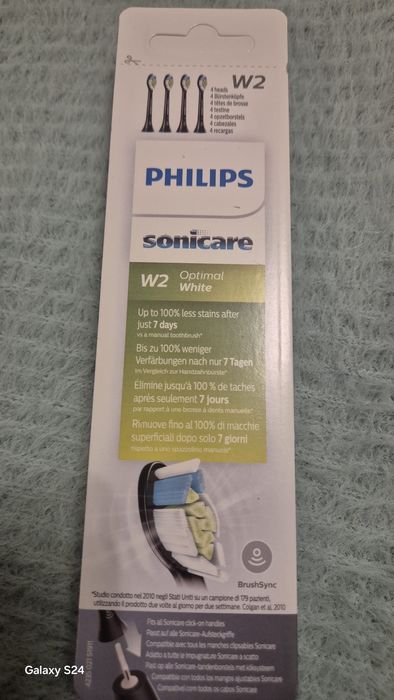 W2
4 heads
4 Bürstenköpfe
4 têtes de brosse
4 testine
4 opzetborstels
4 cabezales
4 recargas
PHILIPS
sonicare
W2 Optimal White
Up to 100% less stains after
just 7 days
vs a manual toothbrush*
Bis zu 100% weniger
Verfärbungen nach nur 7 Tagen
im Vergleich zur Handzahnbürste*
Élimine jusqu'à 100 % de taches
après seulement 7 jours
par rapport à une brosse à dents manuelle*
Rimuove fino al 100% di macchie
superficiali dopo solo 7 giorni
rispetto a uno spazzolino manuale*
BrushSync
*Studio condotto nel 2010 negli Stati Uniti su un campione di 179 pazienti,
utilizzando il prodotto due volte al giorno per due settimane. Colgan et al, 2010
Fits all Sonicare click-on handles
Passt auf alle Sonicare-Aufsteckgriffe
Compatible avec tous les manches clipsables Sonicare
Adatto a tutte le impugnature Sonicare a scatto
Past op alle Sonicare-tandenborstels met kliksysteem
Compatible con todos los mangos ajustables Sonicare
Compatível com todos os cabos Sonicare
4235 021 51911
Galaxy S24